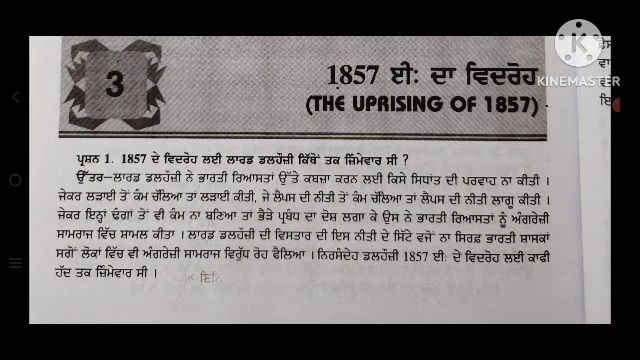 3
1857 ਈ: ਦਾ ਵਿਦਰੋਹ
(THE UPRISING OF 1857)
KINEMASTER
ਪ੍ਰਸ਼ਨ 1. 1857 ਦੇ ਵਿਦਰੋਹ ਲਈ ਲਾਰਡ ਡਲਹੌਜ਼ੀ ਕਿੱਥੋਂ ਤਕ ਜ਼ਿੰਮੇਵਾਰ ਸੀ ?
ਉੱਤਰ—ਲਾਰਡ ਡਲਹੌਜ਼ੀ ਨੇ ਭਾਰਤੀ ਰਿਆਸਤਾਂ ਉੱਤੇ ਕਬਜ਼ਾ ਕਰਨ ਲਈ ਕਿਸੇ ਸਿਧਾਂਤ ਦੀ ਪਰਵਾਹ ਨਾ ਕੀਤੀ ।
ਜੇਕਰ ਲੜਾਈ ਤੋਂ ਕੰਮ ਚੱਲਿਆ ਤਾਂ ਲੜਾਈ ਕੀਤੀ, ਜੇ ਲੈਪਸ ਦੀ ਨੀਤੀ ਤੋਂ ਕੰਮ ਚੱਲਿਆ ਤਾਂ ਲੈਪਸ ਦੀ ਨੀਤੀ ਲਾਗੂ ਕੀਤੀ ।
ਜੇਕਰ ਇਨ੍ਹਾਂ ਢੰਗਾਂ ਤੋਂ ਵੀ ਕੰਮ ਨਾ ਬਣਿਆ ਤਾਂ ਭੈੜੇ ਪ੍ਰਬੰਧ ਦਾ ਦੋਸ਼ ਲਗਾ ਕੇ ਉਸ ਨੇ ਭਾਰਤੀ ਰਿਆਸਤਾਂ ਨੂੰ ਅੰਗਰੇਜ਼ੀ
ਸਾਮਰਾਜ ਵਿੱਚ ਸ਼ਾਮਲ ਕੀਤਾ । ਲਾਰਡ ਡਲਹੌਜ਼ੀ ਦੀ ਵਿਸਤਾਰ ਦੀ ਇਸ ਨੀਤੀ ਦੇ ਸਿੱਟੇ ਵਜੋਂ ਨਾ ਸਿਰਫ਼ ਭਾਰਤੀ ਸ਼ਾਸਕਾਂ
ਸਗੋਂ ਲੋਕਾਂ ਵਿੱਚ ਵੀ ਅੰਗਰੇਜ਼ੀ ਸਾਮਰਾਜ ਵਿਰੁੱਧ ਰੋਹ ਫੈਲਿਆ । ਨਿਰਸੰਦੇਹ ਡਲਹੌਜ਼ੀ 1857 ਈ: ਦੇ ਵਿਦਰੋਹ ਲਈ ਕਾਫੀ
ਹੱਦ ਤਕ ਜ਼ਿੰਮੇਵਾਰ ਸੀ ।